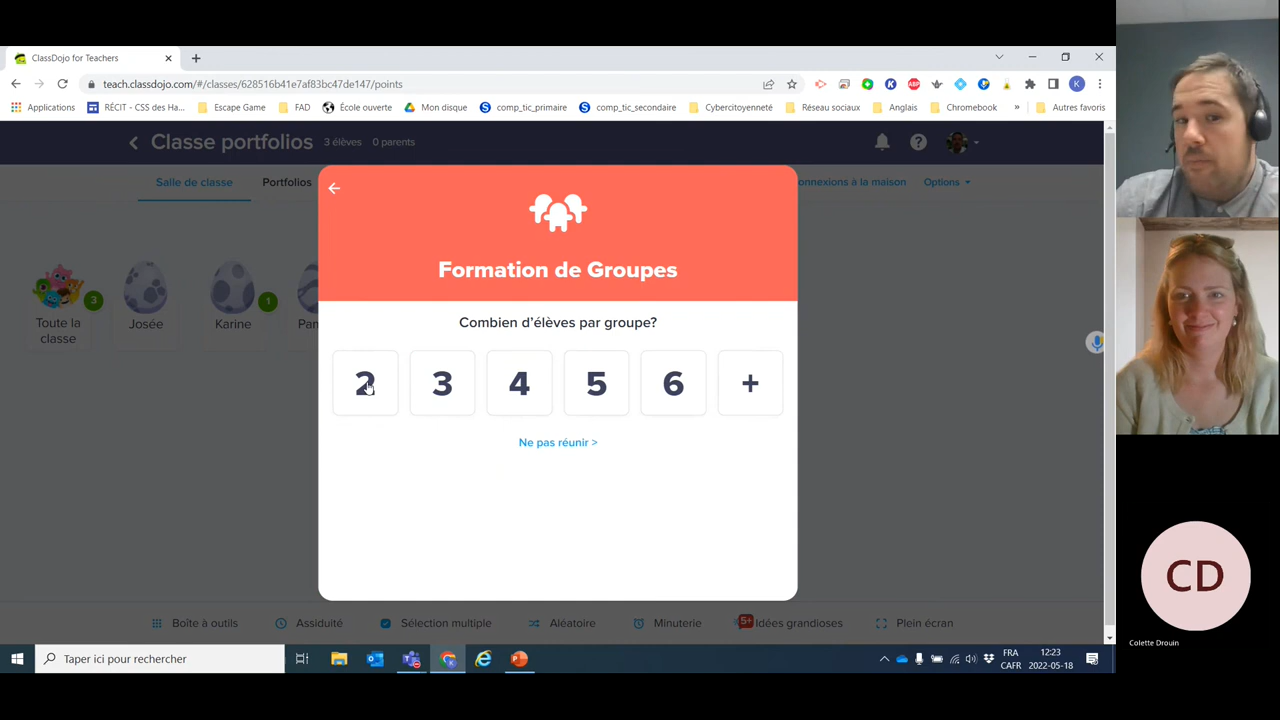 ClassDojo for Teachers
teach.classdojo.com/#/classes/628516b41e7af83bc47de147/points
K
Applications
RÉCIT - CSS des Ha...
Escape Game
FAD
École ouverte
Mon disque
comp_tic_primaire
comp_tic_secondaire
Cybercitoyenneté
Réseau sociaux
Anglais
Chromebook
»
Autres favoris
Classe portfolios
3 élèves
0 parents
Salle de classe
Portfolios
onnexions à la maison
Options
Formation de Groupes
Combien d'élèves par groupe?
2
3
4
5
6
+
Ne pas réunir >
3
Toute la
classe
Josée
1
Karine
Pan
Boîte à outils
Assiduité
Sélection multiple
Aléatoire
Minuterie
5+
Idées grandioses
Plein écran
Taper ici pour rechercher
FRA
CAFR
12:23
2022-05-18
CD
Colette Drouin